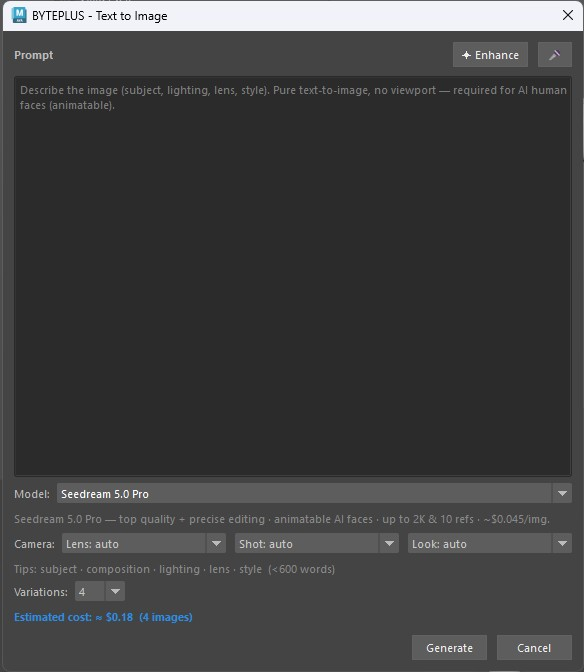 BYTEPLUS - Text to Image
Prompt
Enhance
Describe the image (subject, lighting, lens, style). Pure text-to-image, no viewport — required for AI human
faces (animatable).
Model: Seedream 5.0 Pro
Seedream 5.0 Pro — top quality + precise editing · animatable AI faces · up to 2K & 10 refs · ~$0.045/img.
Camera: Lens: auto Shot: auto Look: auto
Tips: subject · composition · lighting · lens · style (<600 words)
Variations: 4
Estimated cost: ≈ $0.18 (4 images)
Generate Cancel